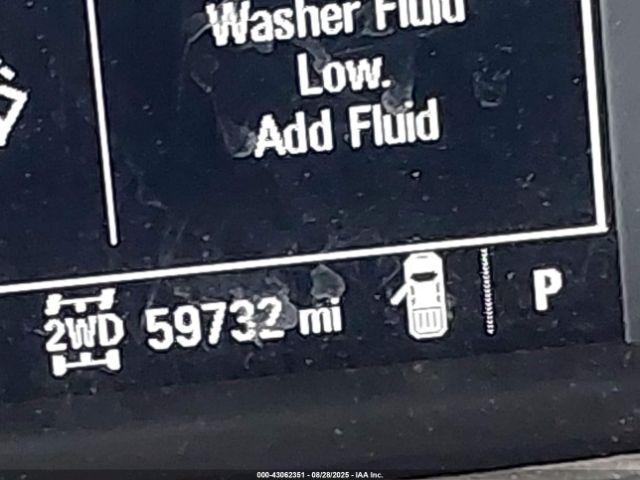 Washer Fluid
Low.
Add Fluid
2WD 59732 mi P
000-43062351 - 08/28/2025 - IAA Inc.